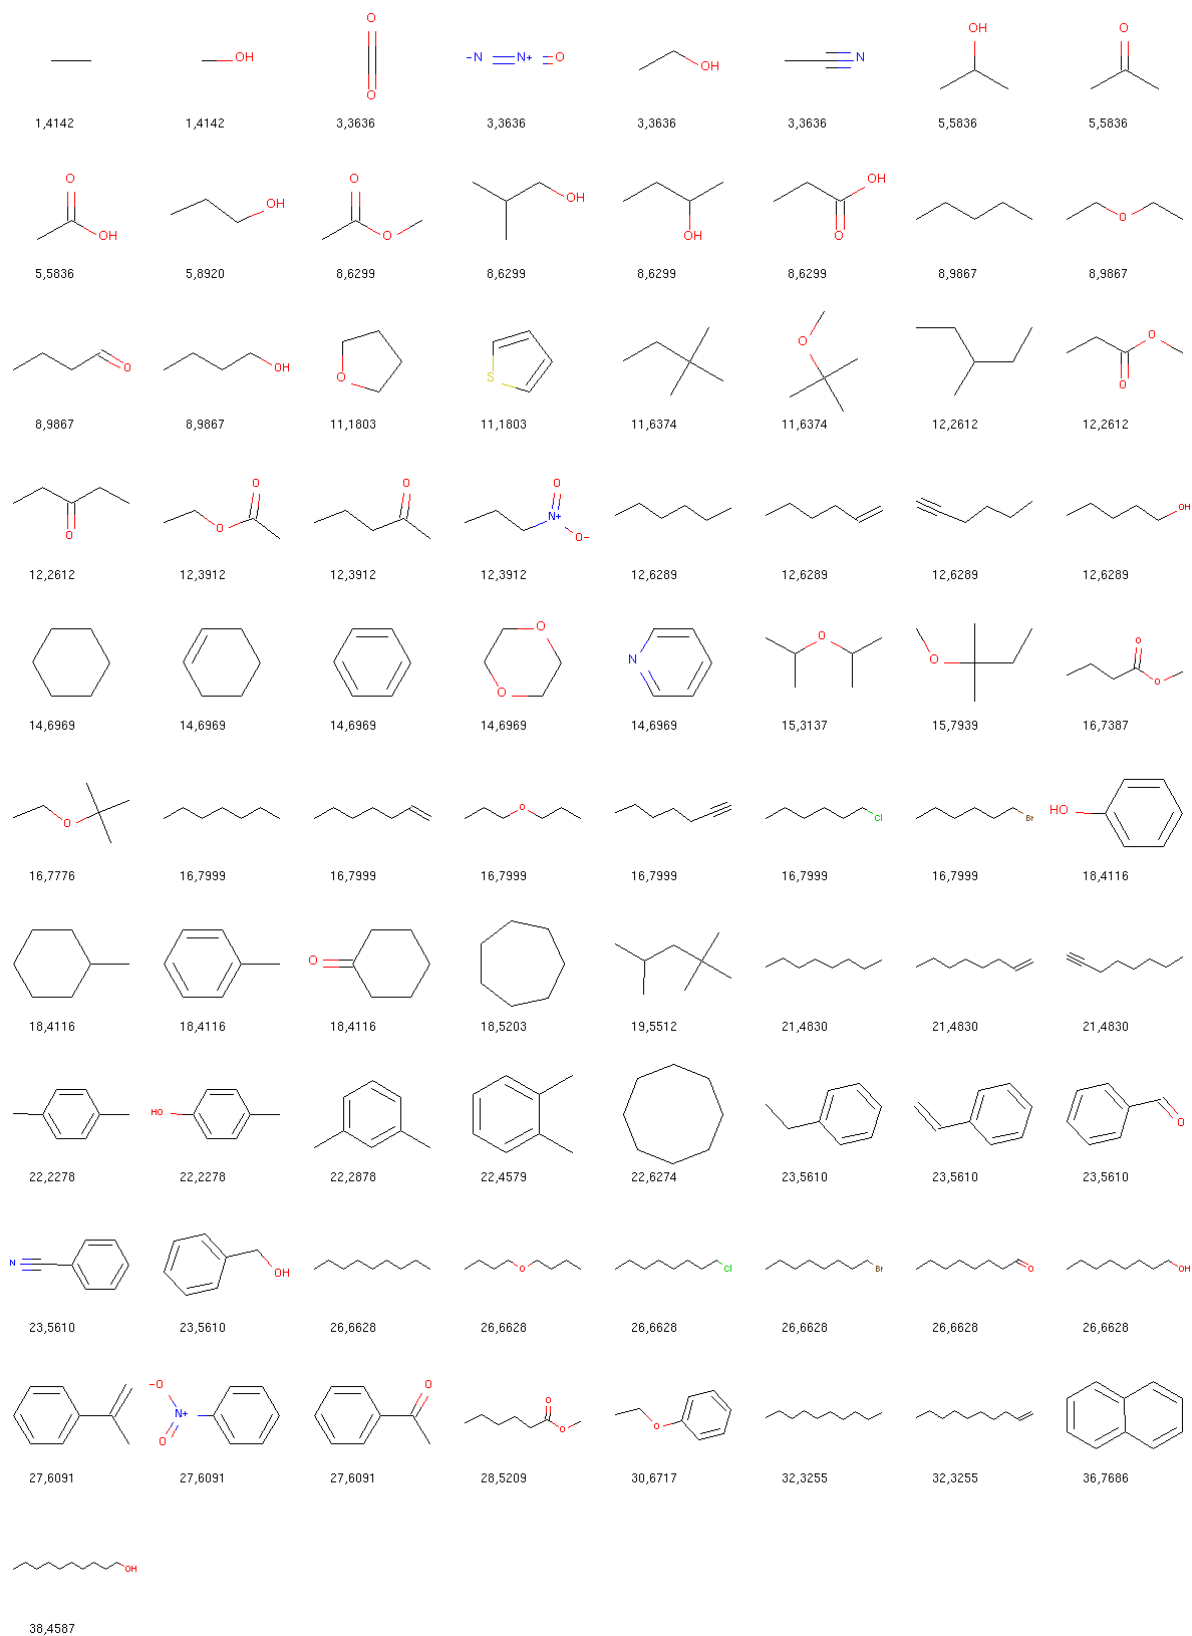 OH O
OH O -N N+ O OH N
O
1,4142 1,4142 3,3636 3,3636 3,3636 3,3636 5,5836 5,5836
O O OH OH
OH OH O OH O O
5,5836 5,8920 8,6299 8,6299 8,6299 8,6299 8,9867 8,9867
O O
O OH O S O
8,9867 8,9867 11,1803 11,1803 11,6374 11,6374 12,2612 12,2612
O O O
O O N+ O- OH
12,2612 12,3912 12,3912 12,3912 12,6289 12,6289 12,6289 12,6289
O O O
O N O O
14,6969 14,6969 14,6969 14,6969 14,6969 15,3137 15,7939 16,7387
O O Cl Br HO
16,7776 16,7999 16,7999 16,7999 16,7999 16,7999 16,7999 18,4116
O
18,4116 18,4116 18,4116 18,5203 19,5512 21,4830 21,4830 21,4830
HO O
22,2278 22,2278 22,2878 22,4579 22,6274 23,5610 23,5610 23,5610
N OH O Cl Br O OH
23,5610 23,5610 26,6628 26,6628 26,6628 26,6628 26,6628 26,6628
-O O O
N+ O O O
27,6091 27,6091 27,6091 28,5209 30,6717 32,3255 32,3255 36,7686
OH
38,4587